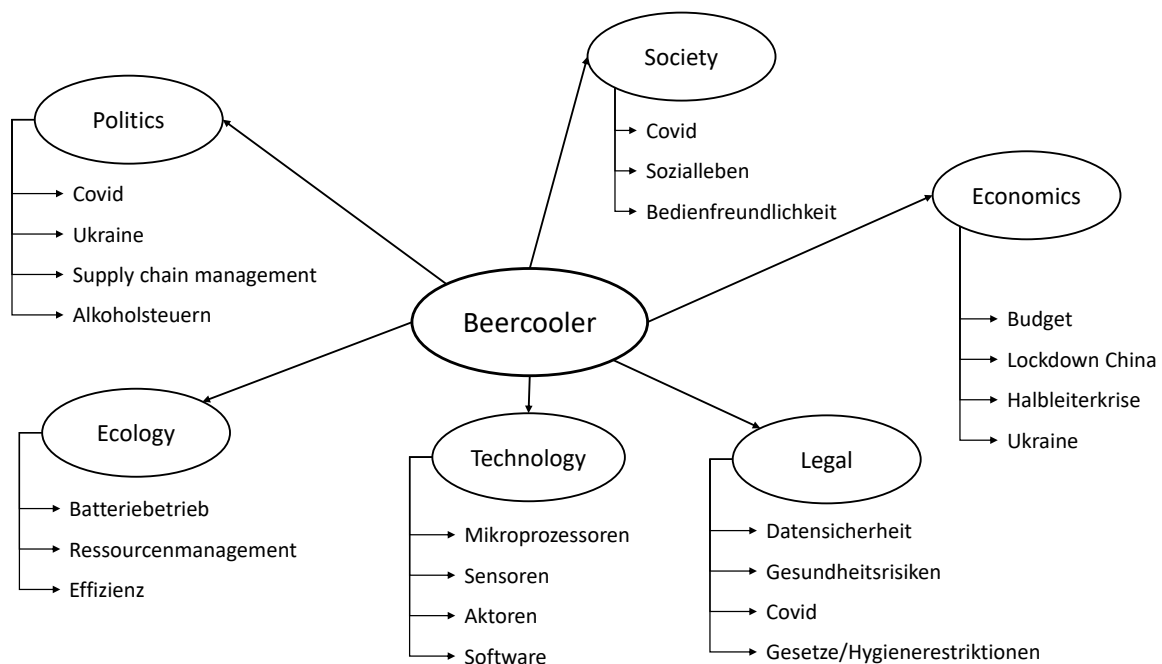 Society
Covid
Sozialleben
Bedienfreundlichkeit
Politics
Covid
Ukraine
Supply chain management
Alkoholsteuern
Economics
Budget
Lockdown China
Halbleiterkrise
Ukraine
Beercooler
Ecology
Batteriebetrieb
Ressourcenmanagement
Effizienz
Technology
Mikroprozessoren
Sensoren
Aktoren
Software
Legal
Datensicherheit
Gesundheitsrisiken
Covid
Gesetze/Hygienerestriktionen